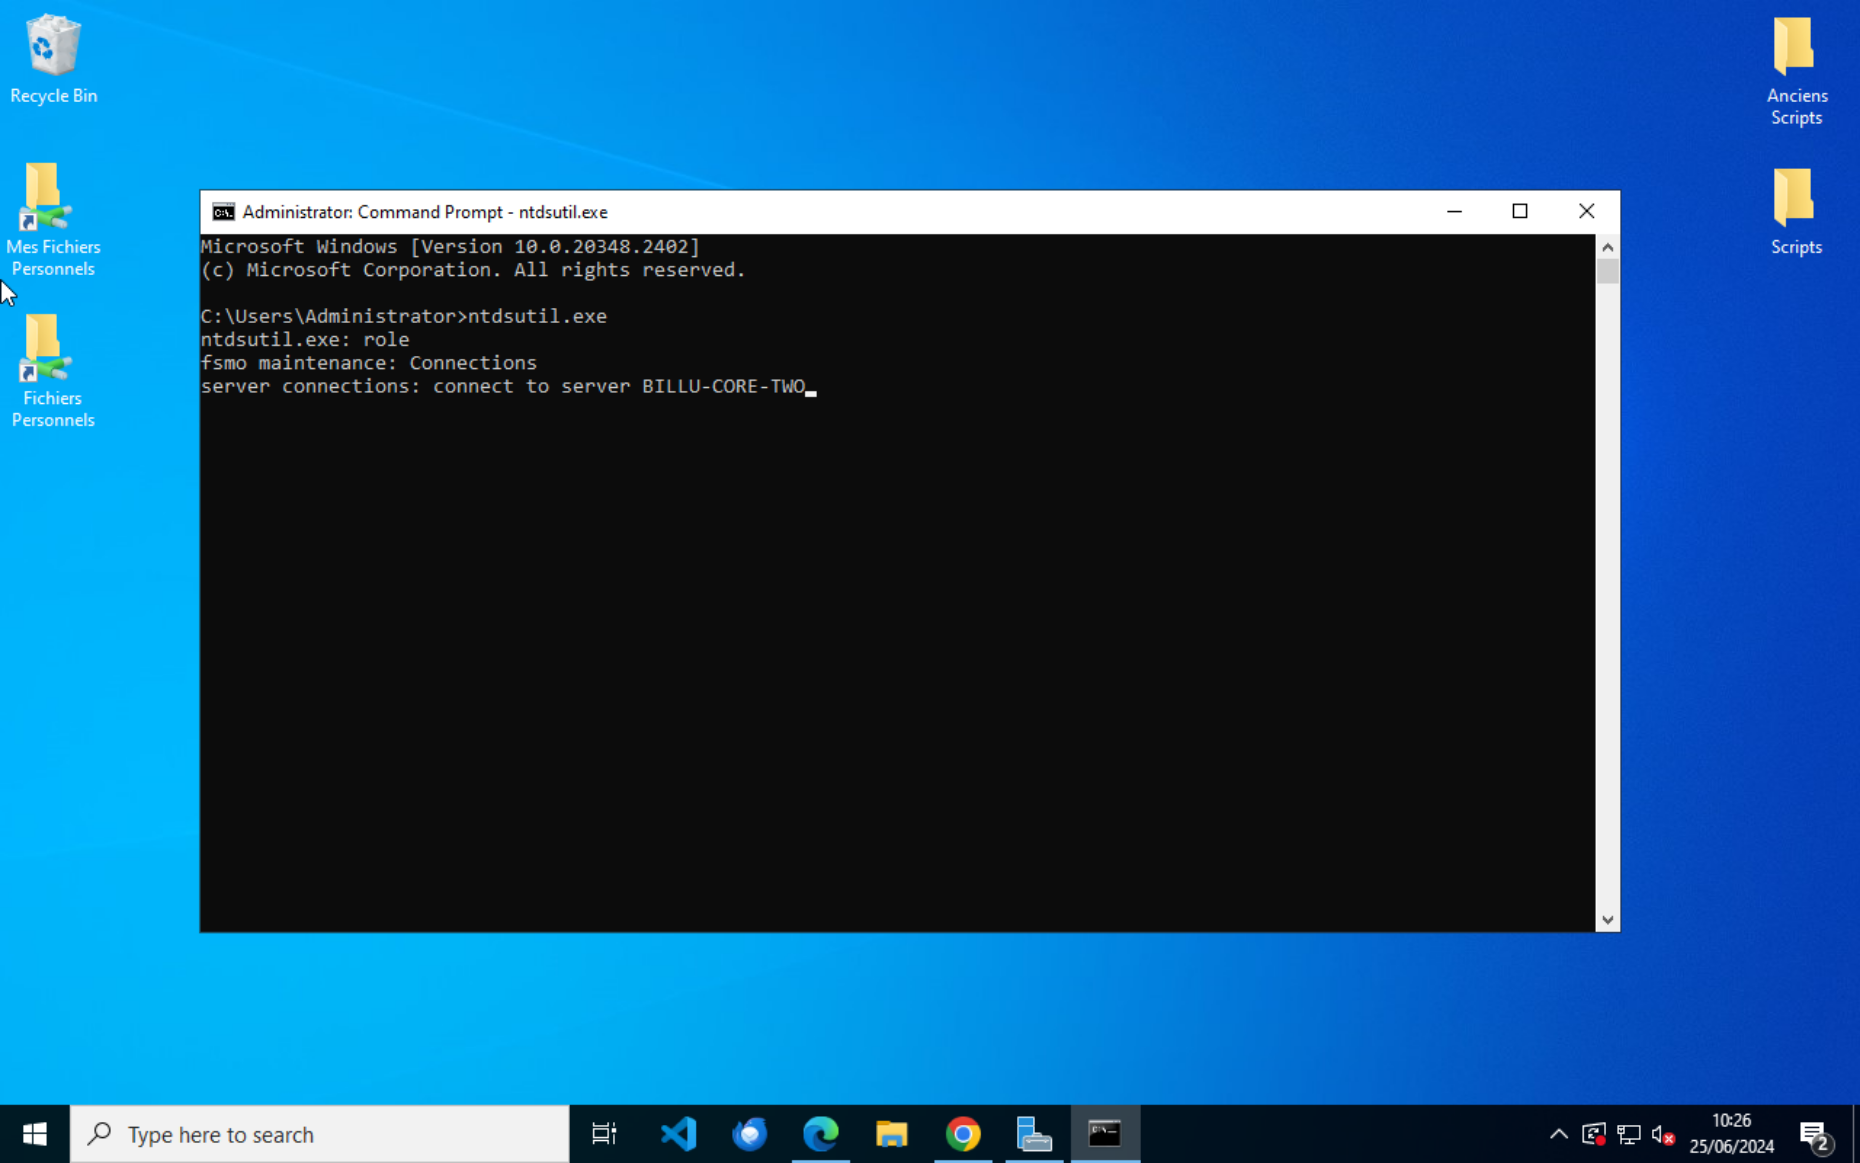 Recycle Bin
Mes Fichiers
Personnels
Fichiers
Personnels
Anciens
Scripts
Scripts
Administrator: Command Prompt - ntdsutil.exe
Microsoft Windows [Version 10.0.20348.2402]
(c) Microsoft Corporation. All rights reserved.
C:\Users\Administrator>ntdsutil.exe
ntdsutil.exe: role
fsmo maintenance: Connections
server connections: connect to server BILLU-CORE-TWO
Type here to search
10:26
25/06/2024
2